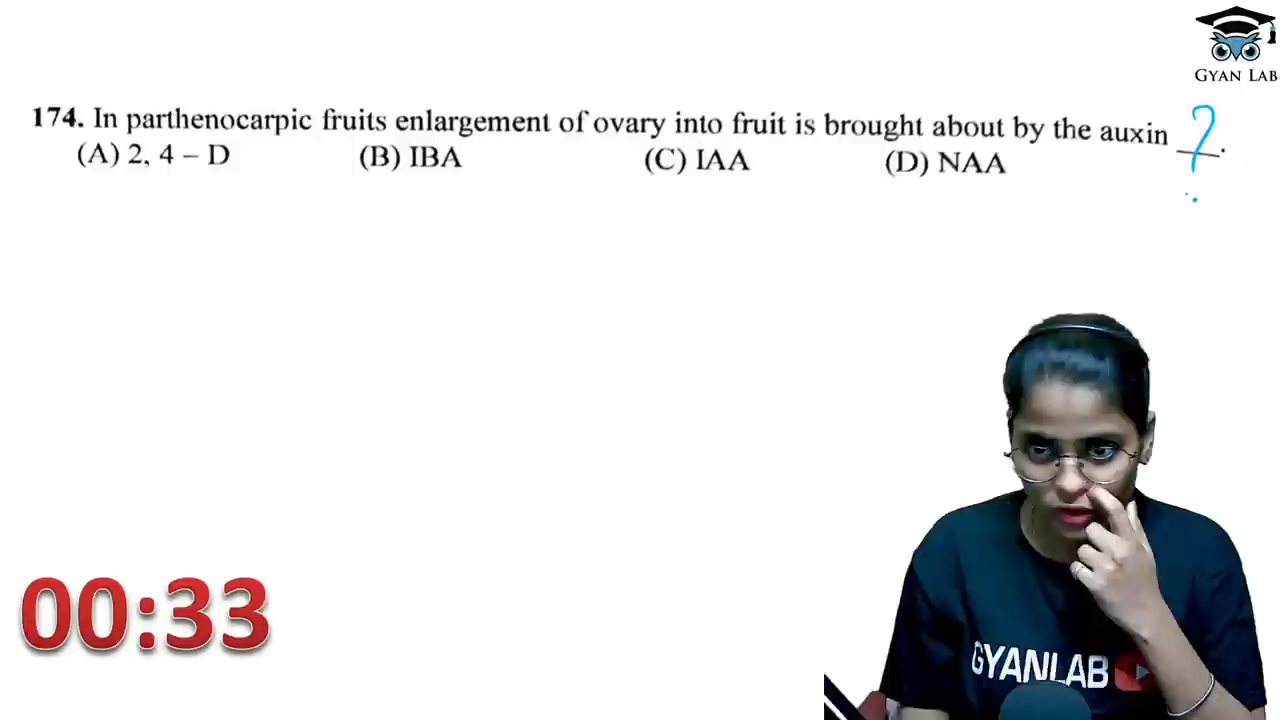 GYAN LAB
174. In parthenocarpic fruits enlargement of ovary into fruit is brought about by the auxin ___.
?
(A) 2, 4 – D (B) IBA (C) IAA (D) NAA
00:33
GYANLAB